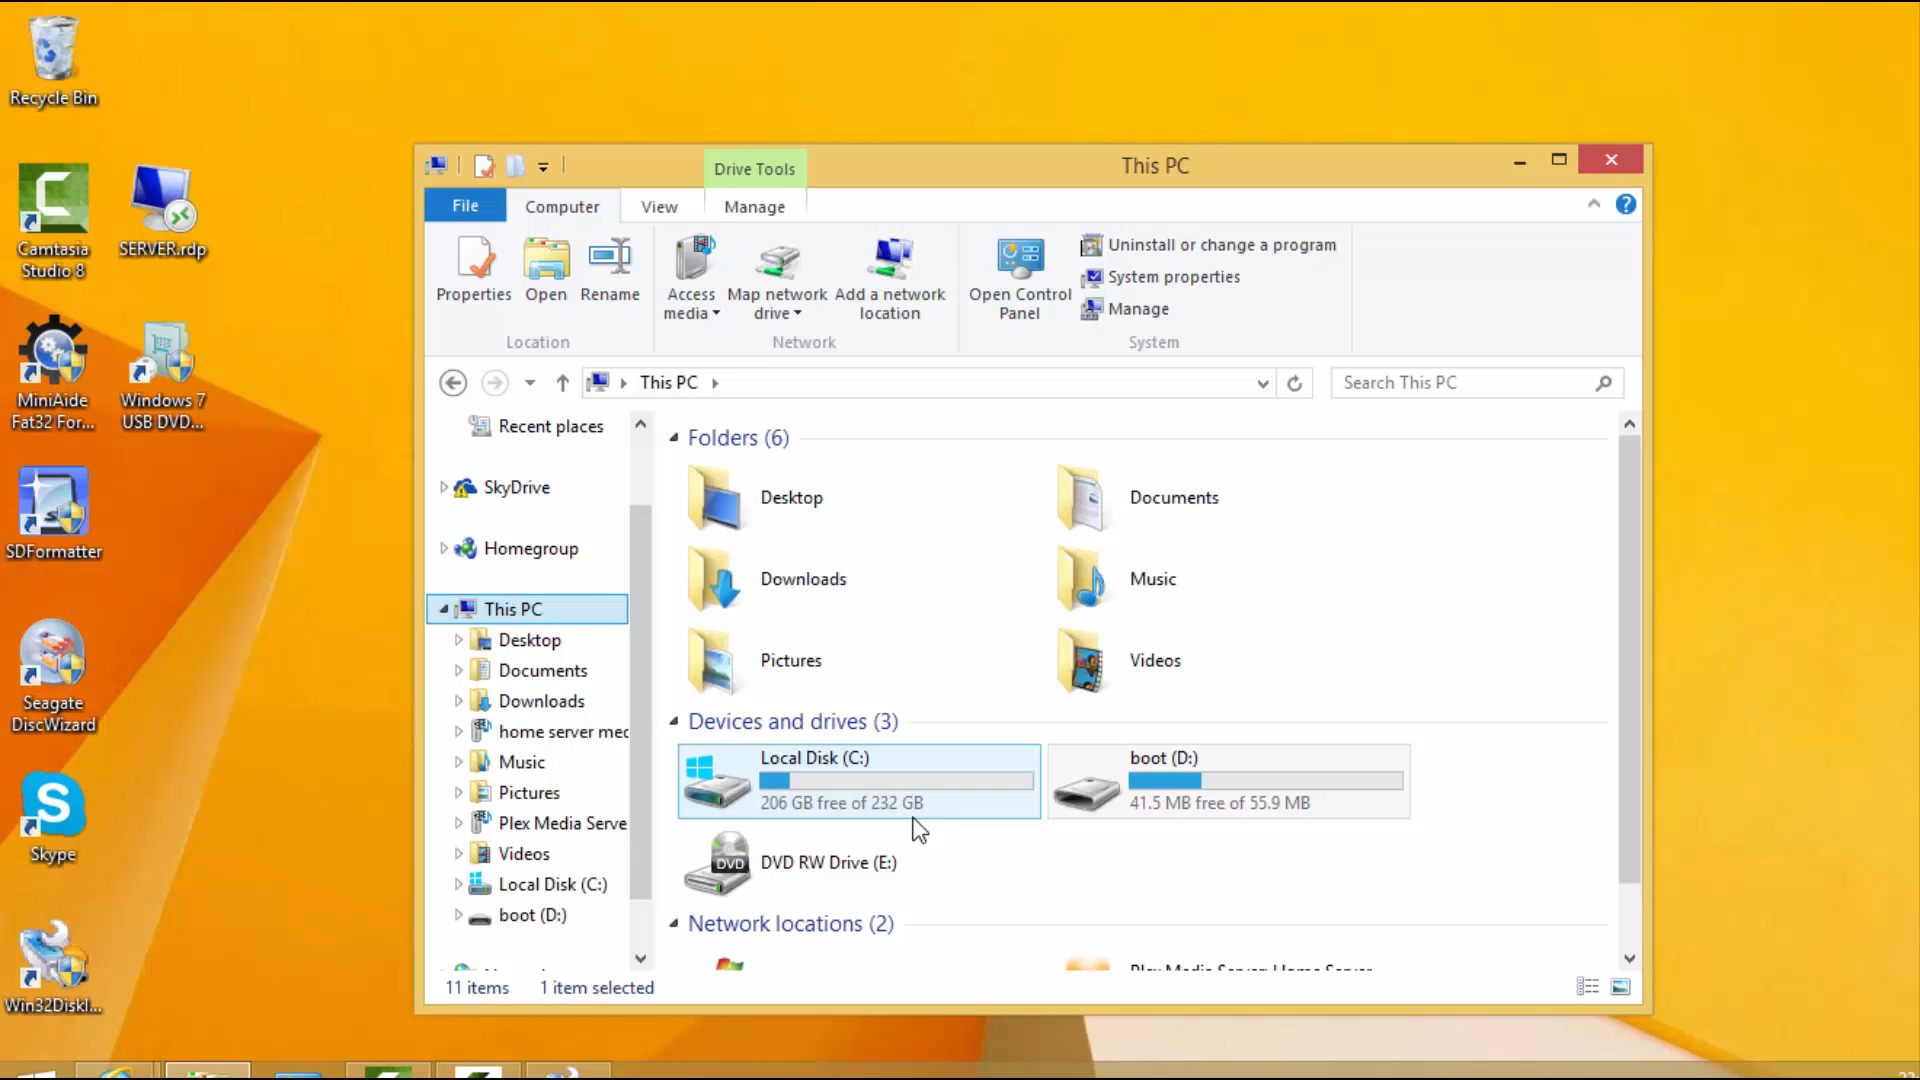 Recycle Bin
Camtasia
Studio 8
SERVER.rdp
MiniAide
Fat32 For...
Windows 7
USB DVD...
SDFormatter
Seagate
DiscWizard
Skype
Win32DiskI...
Drive Tools
This PC
File
Computer
View
Manage
Properties
Open
Rename
Access
media
Map network
drive
Add a network
location
Open Control
Panel
Uninstall or change a program
System properties
Manage
Location
Network
System
This PC
Search This PC
Recent places
SkyDrive
Homegroup
This PC
Desktop
Documents
Downloads
home server med
Music
Pictures
Plex Media Serve
Videos
Local Disk (C:)
boot (D:)
Folders (6)
Desktop
Documents
Downloads
Music
Pictures
Videos
Devices and drives (3)
Local Disk (C:)
206 GB free of 232 GB
boot (D:)
41.5 MB free of 55.9 MB
DVD
DVD RW Drive (E:)
Network locations (2)
Plex Media Server: Home Server
11 items
1 item selected